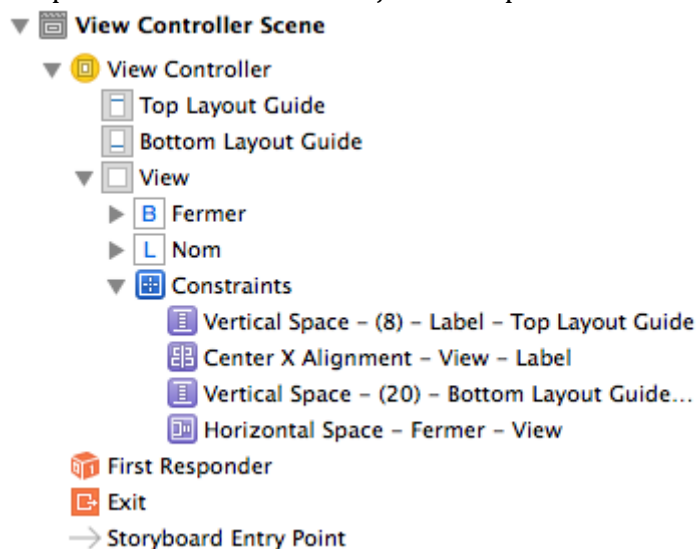 View Controller Scene
View Controller
Top Layout Guide
Bottom Layout Guide
View
B Fermer
L Nom
Constraints
Vertical Space – (8) – Label – Top Layout Guide
Center X Alignment – View – Label
Vertical Space – (20) – Bottom Layout Guide...
Horizontal Space – Fermer – View
First Responder
Exit
Storyboard Entry Point